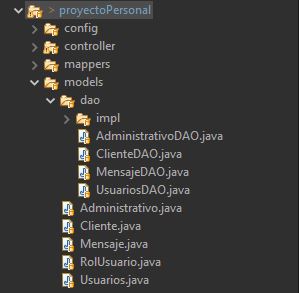 > proyectoPersonal
config
controller
mappers
models
dao
impl
AdministrativoDAO.java
ClienteDAO.java
MensajeDAO.java
UsuariosDAO.java
Administrativo.java
Cliente.java
Mensaje.java
RolUsuario.java
Usuarios.java